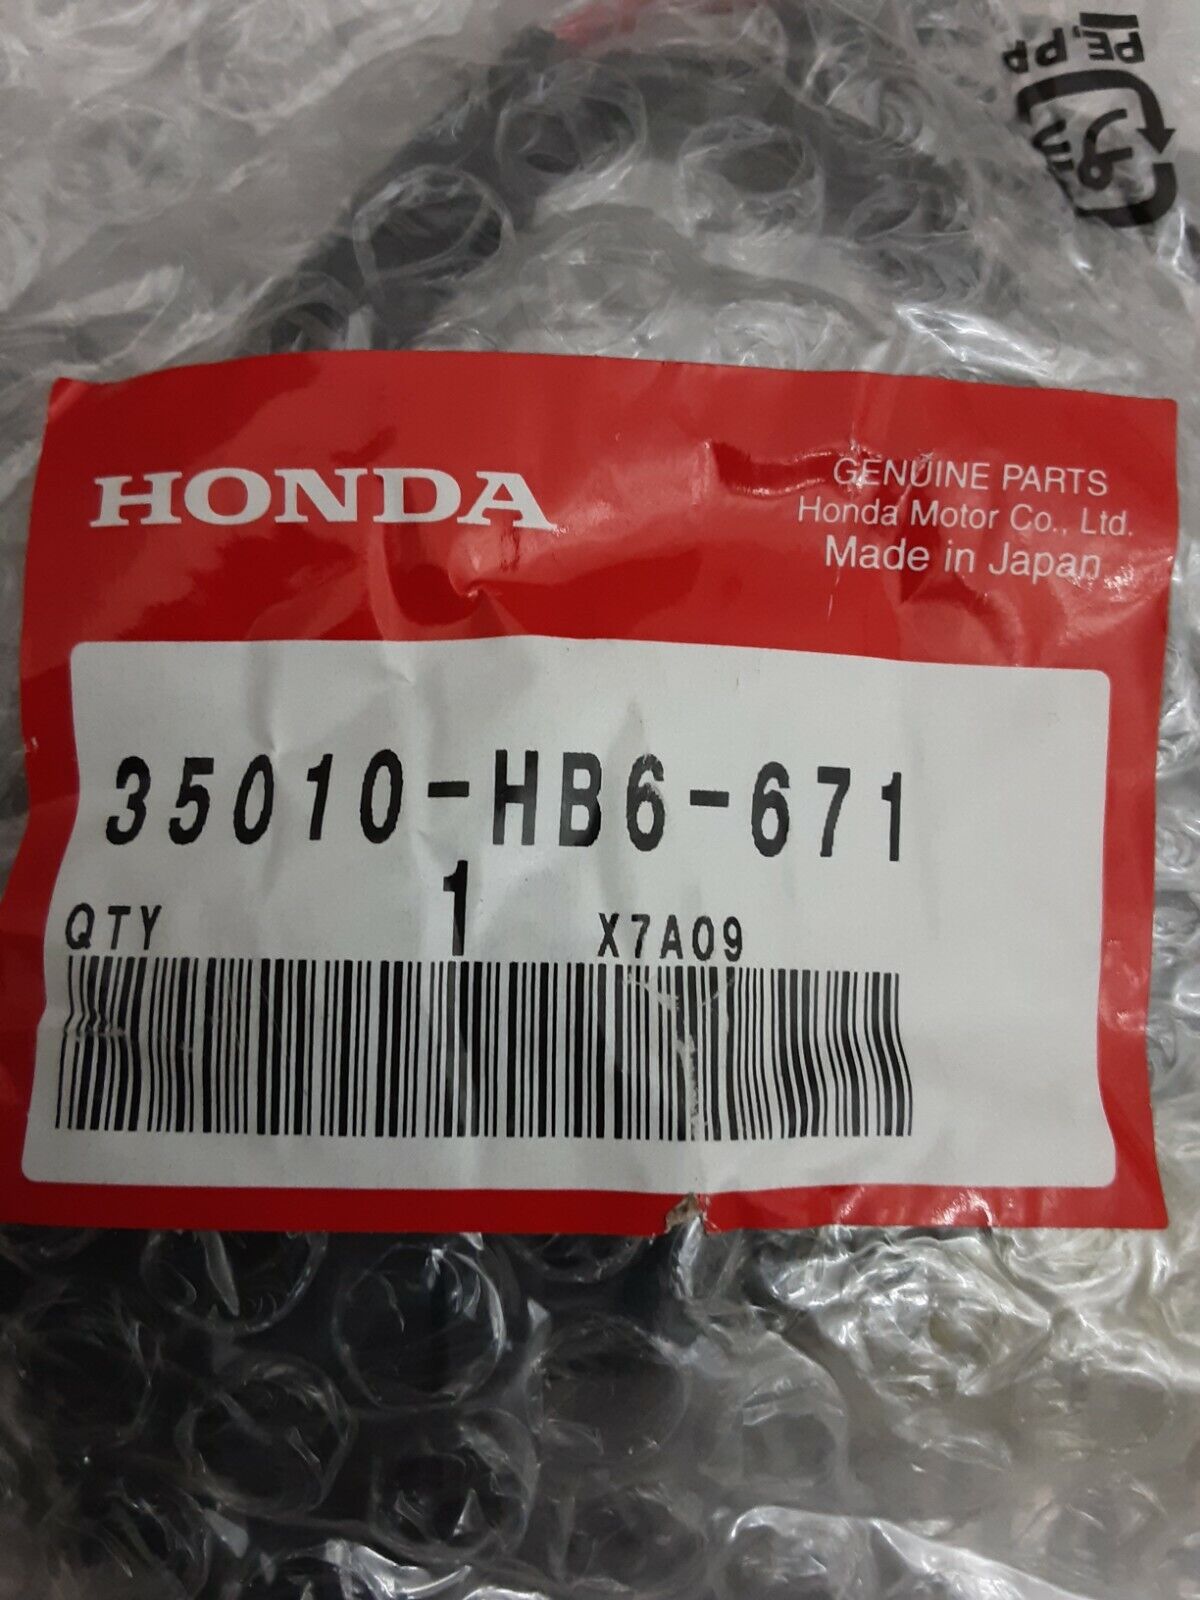 PE,PP
HONDA
GENUINE PARTS
Honda Motor Co., Ltd.
Made in Japan
35010-HB6-671
QTY 1 X7A09